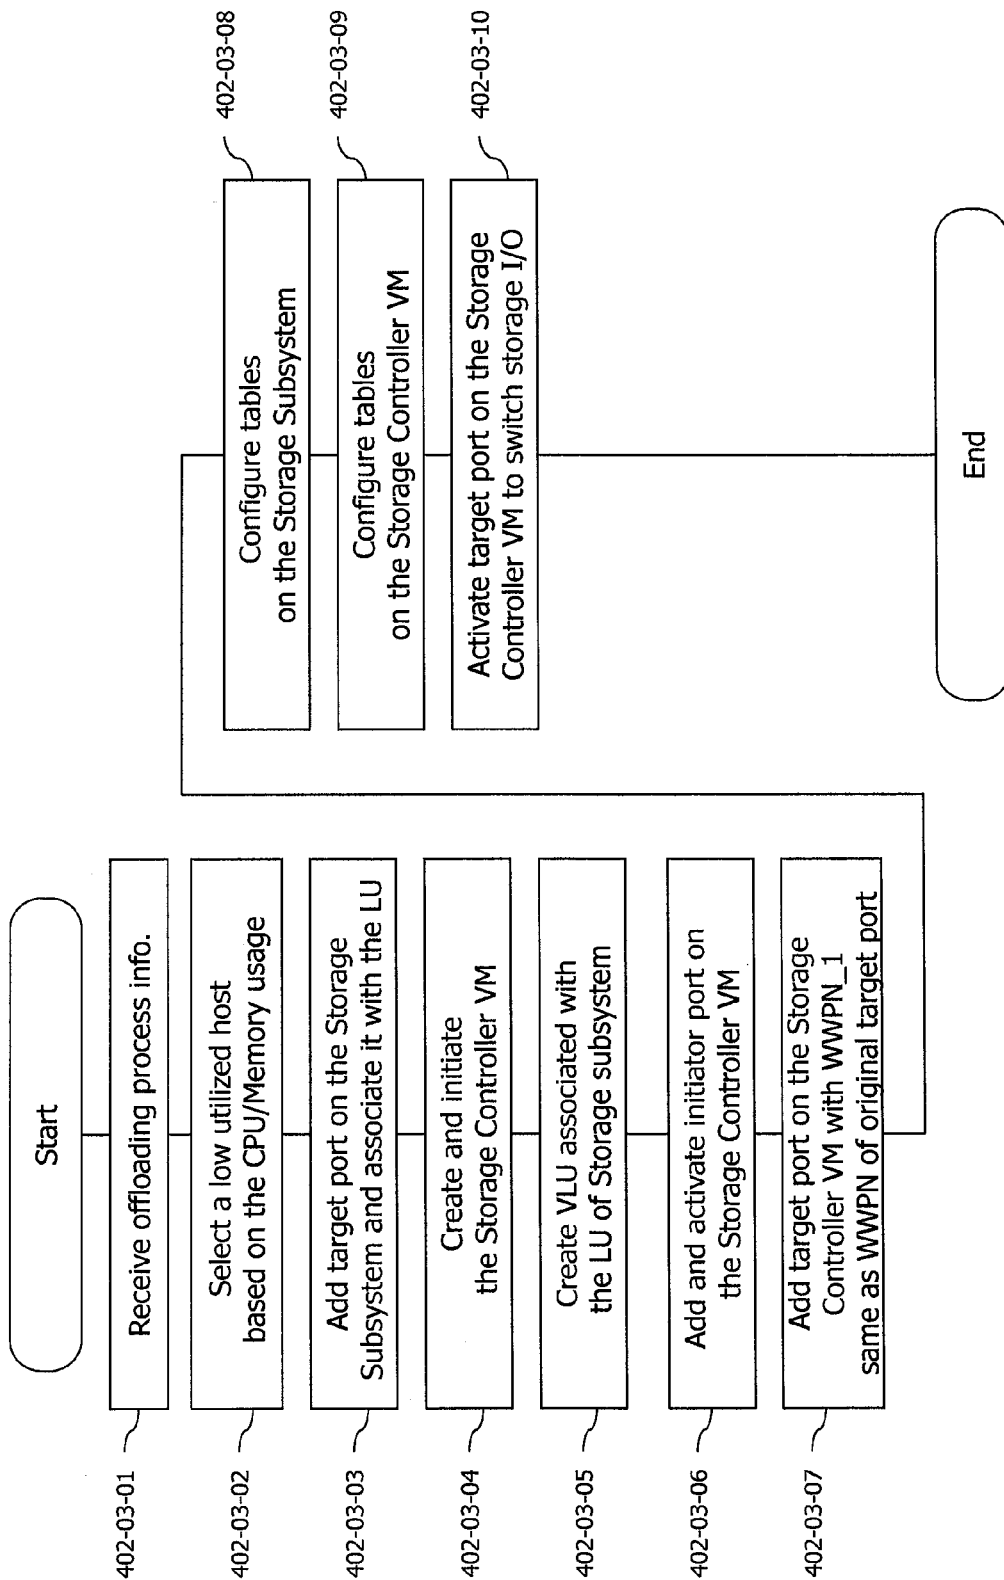 Start
402-03-01
Receive offloading process info.
402-03-02
Select a low utilized host
based on the CPU/Memory usage
402-03-03
Add target port on the Storage
Subsystem and associate it with the LU
402-03-04
Create and initiate
the Storage Controller VM
402-03-05
Create VLU associated with
the LU of Storage subsystem
402-03-06
Add and activate initiator port on
the Storage Controller VM
402-03-07
Add target port on the Storage
Controller VM with WWPN_1
same as WWPN of original target port
Configure tables
on the Storage Subsystem
402-03-08
Configure tables
on the Storage Controller VM
402-03-09
Activate target port on the Storage
Controller VM to switch storage I/O
402-03-10
End